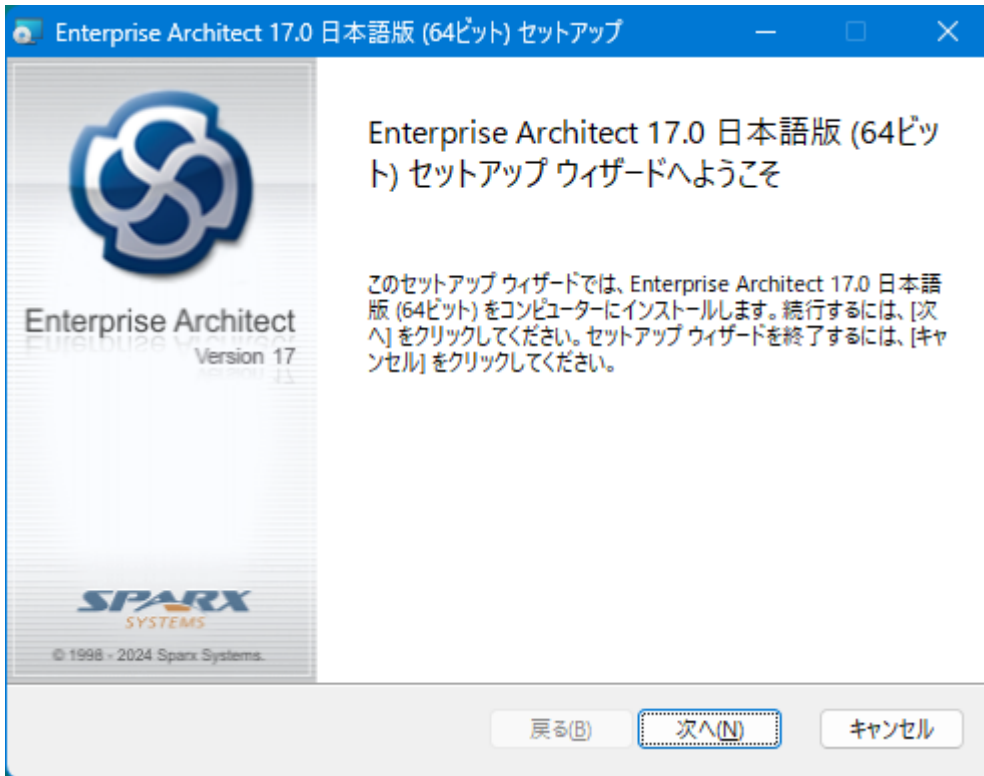 Enterprise Architect 17.0 日本語版 (64ビット) セットアップ
Enterprise Architect
Version 17
SPARX
SYSTEMS
© 1998 - 2024 Sparx Systems.
Enterprise Architect 17.0 日本語版 (64ビッ
ト) セットアップ ウィザードへようこそ
このセットアップ ウィザードでは、Enterprise Architect 17.0 日本語
版 (64ビット) をコンピューターにインストールします。続行するには、[次
へ] をクリックしてください。セットアップ ウィザードを終了するには、[キャ
ンセル] をクリックしてください。
戻る(B)
次へ(N)
キャンセル